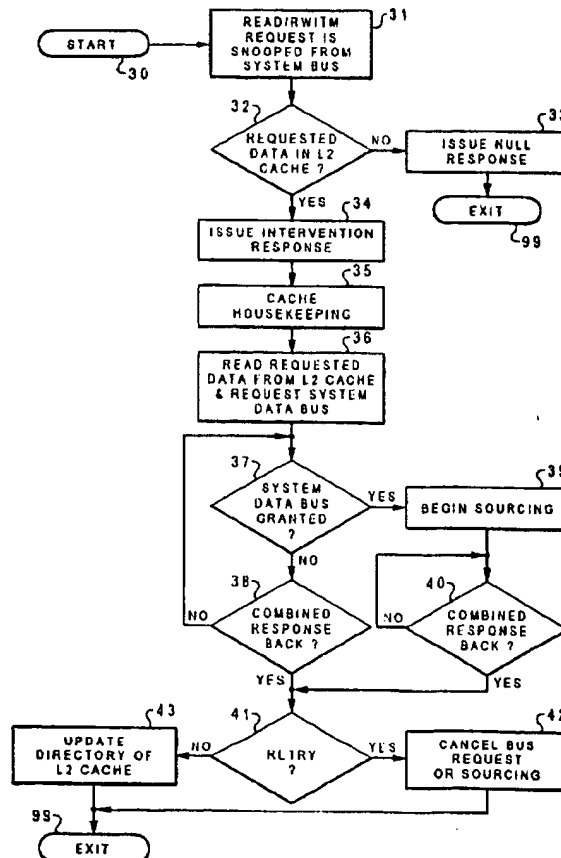 31
READ/RWITM
REQUEST IS
SNOOPED FROM
SYSTEM BUS
START
30
32
REQUESTED
DATA IN L2
CACHE ?
NO
33
ISSUE NULL
RESPONSE
EXIT
99
YES
34
ISSUE INTERVENTION
RESPONSE
35
CACHE
HOUSEKEEPING
36
READ REQUESTED
DATA FROM L2 CACHE
& REQUEST SYSTEM
DATA BUS
37
SYSTEM
DATA BUS
GRANTED
?
YES
39
BEGIN SOURCING
NO
38
COMBINED
RESPONSE
BACK ?
NO
YES
40
COMBINED
RESPONSE
BACK ?
NO
YES
41
RETRY
?
NO
YES
43
UPDATE
DIRECTORY OF
L2 CACHE
42
CANCEL BUS
REQUEST
OR SOURCING
99
EXIT